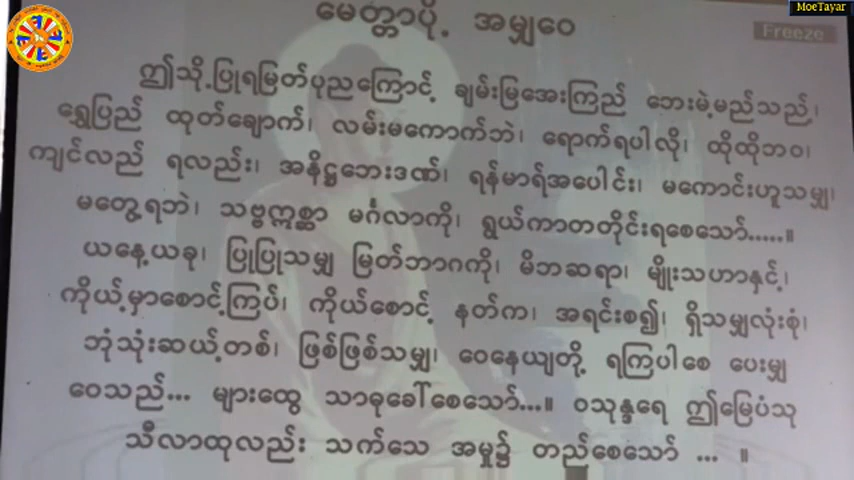 MoeTayar
Freeze
မေတ္တာပို့ အမျှဝေ
ဤသို့ပြုရမြတ်ပုညကြောင့် ချမ်းမြအေးကြည် ဘေးမဲ့မည်သည့်၊
ရွှေပြည် ထုတ်ချောက်၊ လမ်းမကောက်ဘဲ၊ ရောက်ရပါလို၊ ထိုထိုဘဝ၊
ကျင်လည် ရလည်း၊ အနိဋ္ဌဘေးဒဏ်၊ ရန်မာရ်အပေါင်း၊ မကောင်းဟူသမျှ၊
မတွေ့ရဘဲ၊ သဗ္ဗဣစ္ဆာ မင်္ဂလာကို၊ ရွယ်ကာတတိုင်းရစေသော်.....။
ယနေ့ယခု၊ ပြုပြုသမျှ မြတ်ဘာဂကို၊ မိဘဆရာ၊ မျိုးသဟာနှင့်၊
ကိုယ့်မှာစောင့်ကြပ်၊ ကိုယ်စောင့် နတ်က၊ အရင်းစ၍၊ ရှိသမျှလုံးစုံ၊
ဘုံသုံးဆယ့်တစ်၊ ဖြစ်ဖြစ်သမျှ၊ ဝေနေယျတို့ ရကြပါစေ ပေးမျှ
ဝေသည်... များထွေ သာဓုခေါ်စေသော်...။ ဝသုန္ဒရေ ဤမြေပံသု
သီလာထုလည်း သက်သေ အမှု၌ တည်စေသော် ... ။